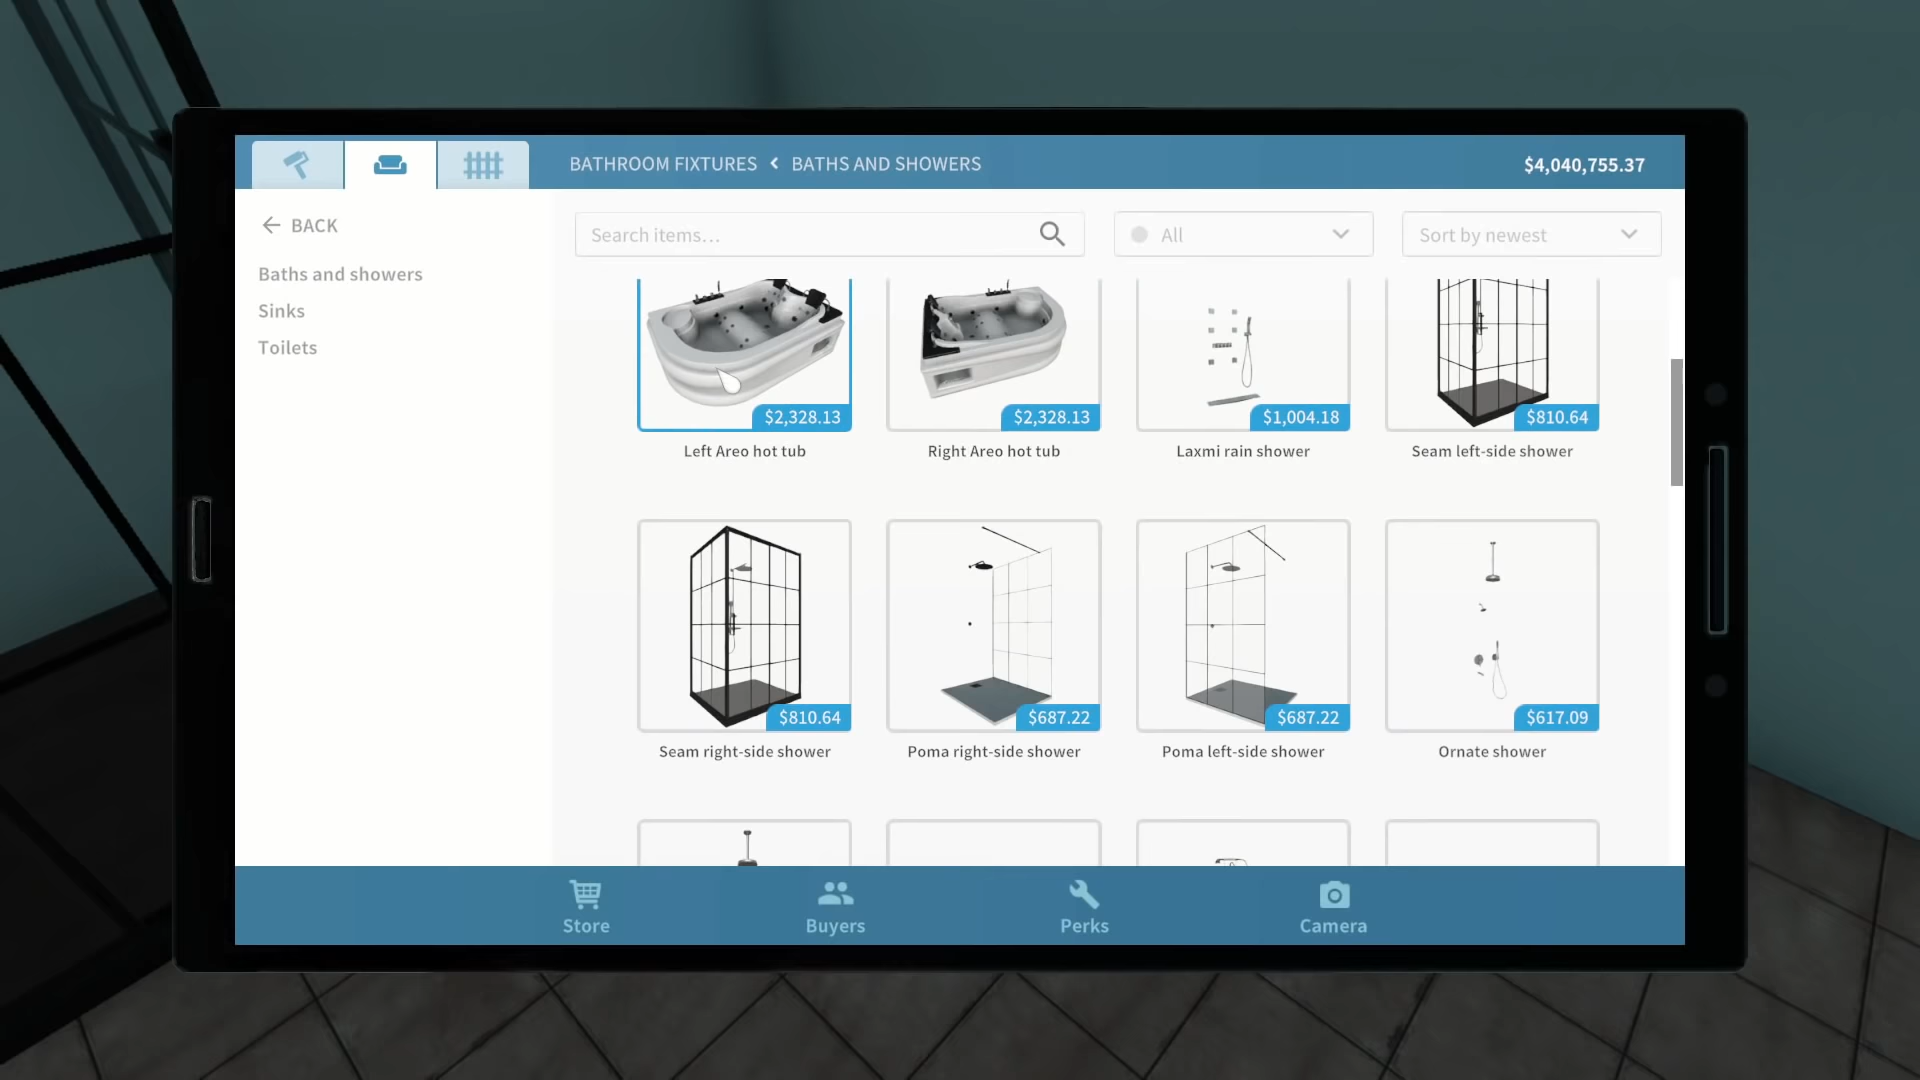 BATHROOM FIXTURES < BATHS AND SHOWERS
$4,040,755.37
BACK
Baths and showers
Sinks
Toilets
Search items...
All
Sort by newest
$2,328.13
$2,328.13
$1,004.18
$810.64
Left Areo hot tub
Right Areo hot tub
Laxmi rain shower
Seam left-side shower
$810.64
$687.22
$687.22
$617.09
Seam right-side shower
Poma right-side shower
Poma left-side shower
Ornate shower
Store
Buyers
Perks
Camera